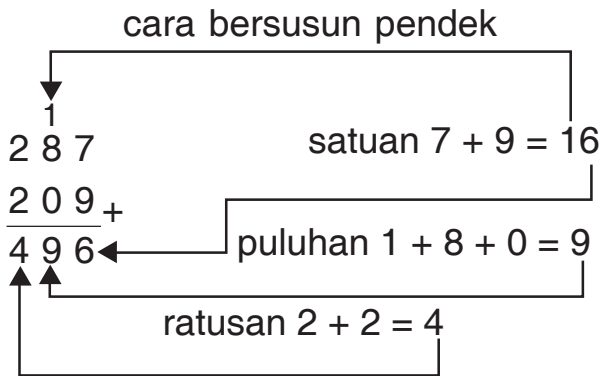 cara bersusun pendek
1
2 8 7
satuan 7 + 9 = 16
2 0 9 +
4 9 6
puluhan 1 + 8 + 0 = 9
ratusan 2 + 2 = 4